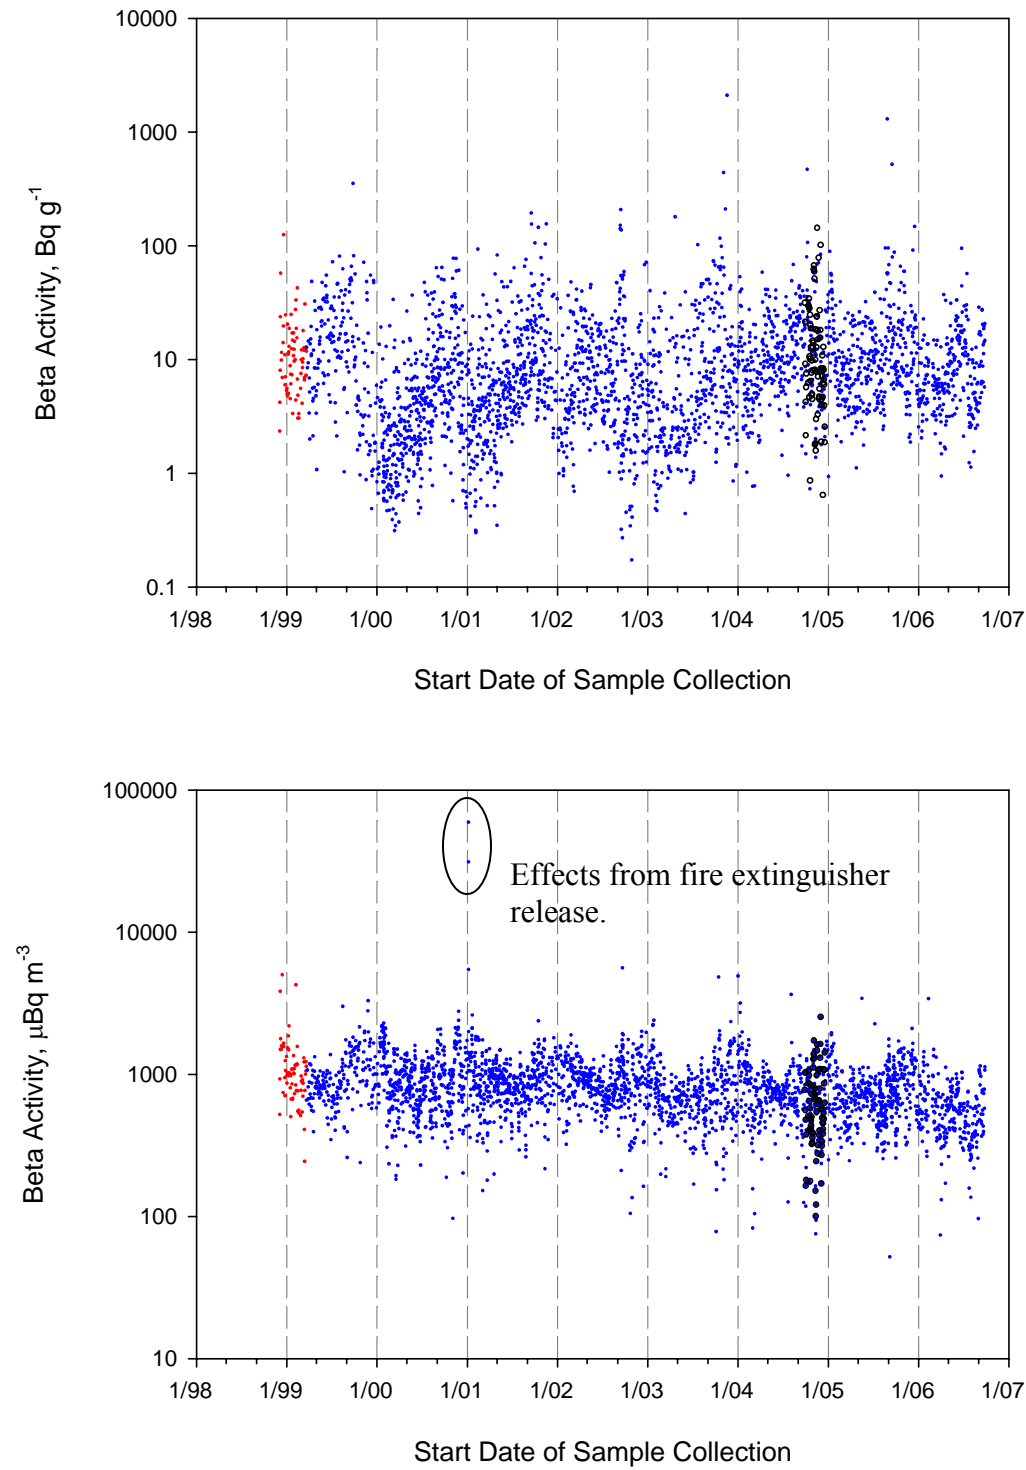 10000
1000
100
10
1
0.1
Beta Activity, Bq g-1
1/98 1/99 1/00 1/01 1/02 1/03 1/04 1/05 1/06 1/07
Start Date of Sample Collection
100000
10000
1000
100
10
Beta Activity, µBq m-3
Effects from fire extinguisher
release.
1/98 1/99 1/00 1/01 1/02 1/03 1/04 1/05 1/06 1/07
Start Date of Sample Collection